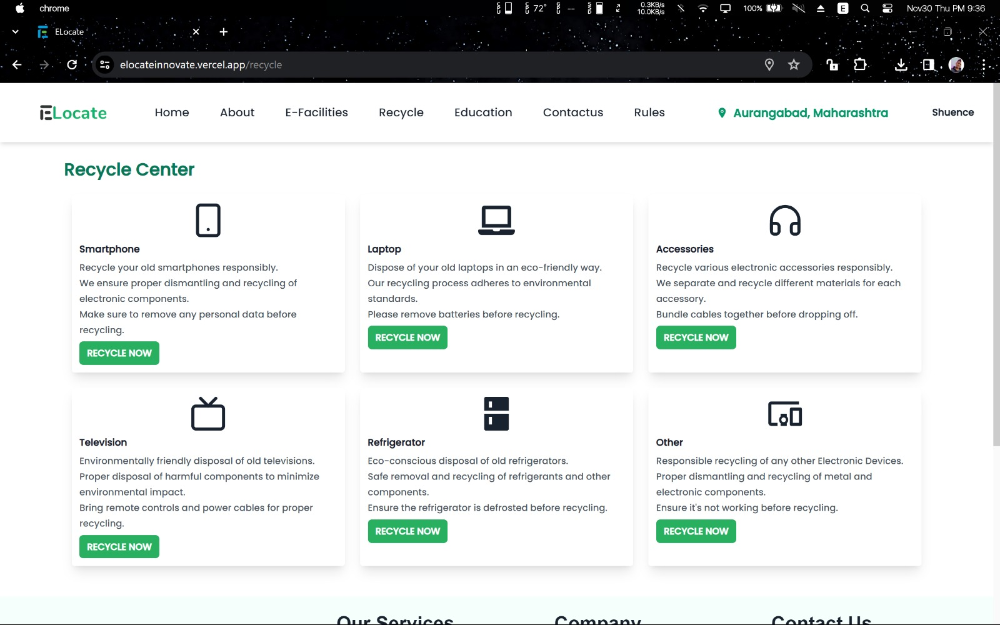 chrome
CPU
CPU 72°
GPU --
SSD
0.3KB/s
10.0KB/s
100%
E
Nov30 Thu PM 9:36
ELocate
elocateinnovate.vercel.app/recycle
ELocate
Home
About
E-Facilities
Recycle
Education
Contactus
Rules
Aurangabad, Maharashtra
Shuence
Recycle Center
Smartphone
Recycle your old smartphones responsibly.
We ensure proper dismantling and recycling of
electronic components.
Make sure to remove any personal data before
recycling.
RECYCLE NOW
Laptop
Dispose of your old laptops in an eco-friendly way.
Our recycling process adheres to environmental
standards.
Please remove batteries before recycling.
RECYCLE NOW
Accessories
Recycle various electronic accessories responsibly.
We separate and recycle different materials for each
accessory.
Bundle cables together before dropping off.
RECYCLE NOW
Television
Environmentally friendly disposal of old televisions.
Proper disposal of harmful components to minimize
environmental impact.
Bring remote controls and power cables for proper
recycling.
RECYCLE NOW
Refrigerator
Eco-conscious disposal of old refrigerators.
Safe removal and recycling of refrigerants and other
components.
Ensure the refrigerator is defrosted before recycling.
RECYCLE NOW
Other
Responsible recycling of any other Electronic Devices.
Proper dismantling and recycling of metal and
electronic components.
Ensure it's not working before recycling.
RECYCLE NOW
Our Services
Company
Contact Us